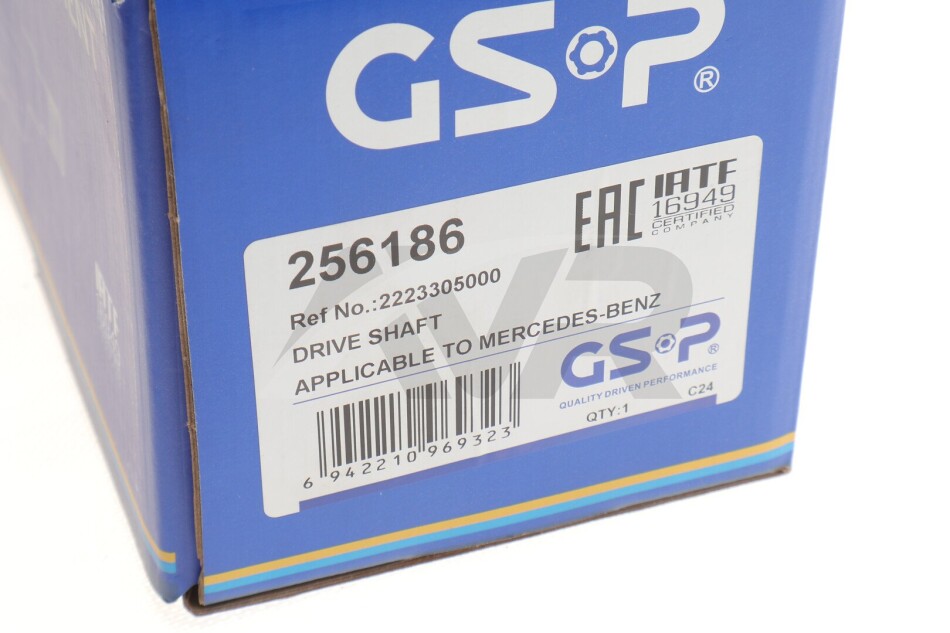 GSP®
EAC
IATF
16949
CERTIFIED
COMPANY
256186
Ref No.:2223305000
DRIVE SHAFT
APPLICABLE TO MERCEDES-BENZ
GSP®
QUALITY DRIVEN PERFORMANCE
QTY:1
C24
6 942210 969323
VR